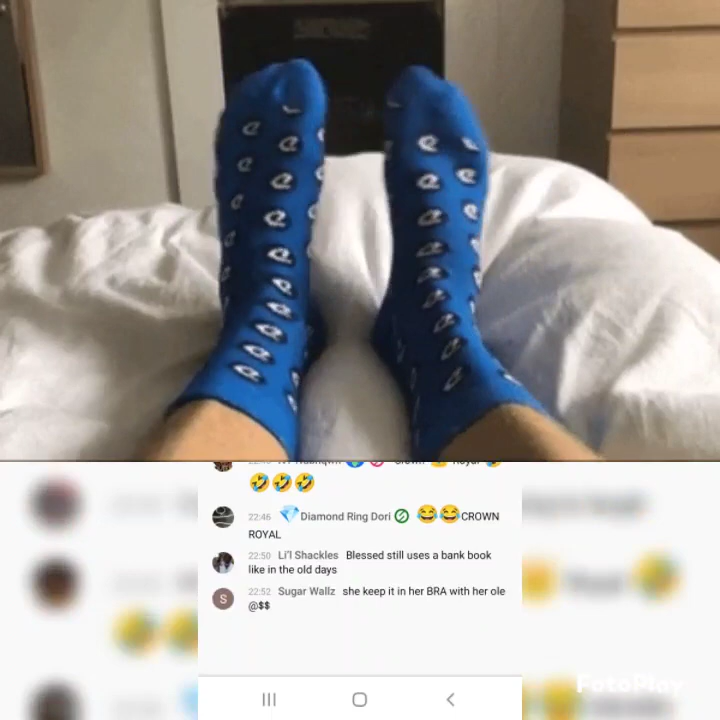 🤣🤣🤣
22:46 💎Diamond Ring Dori 😂😂CROWN
ROYAL
22:50 Li'l Shackles Blessed still uses a bank book
like in the old days
S 22:52 Sugar Wallz she keep it in her BRA with her ole
@$$
FotoPlay